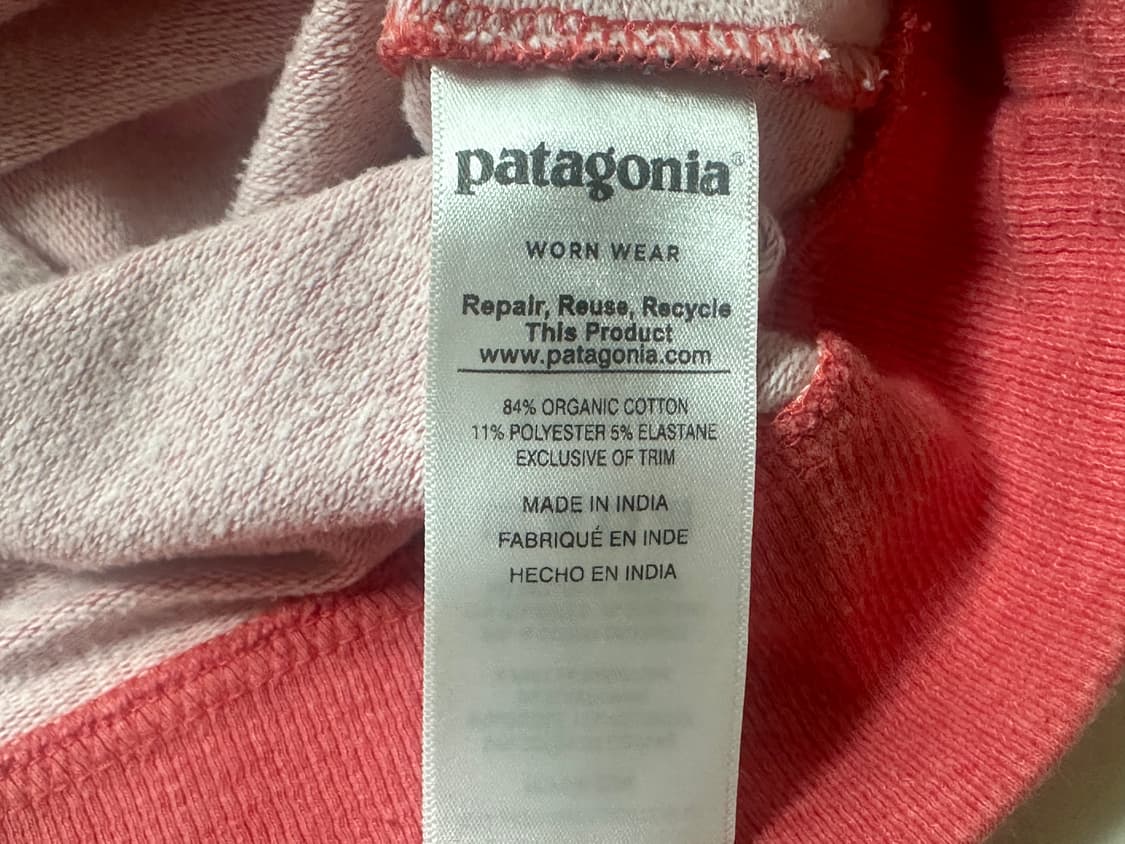 patagonia®
WORN WEAR
Repair, Reuse, Recycle
This Product
www.patagonia.com
84% ORGANIC COTTON
11% POLYESTER 5% ELASTANE
EXCLUSIVE OF TRIM
MADE IN INDIA
FABRIQUÉ EN INDE
HECHO EN INDIA